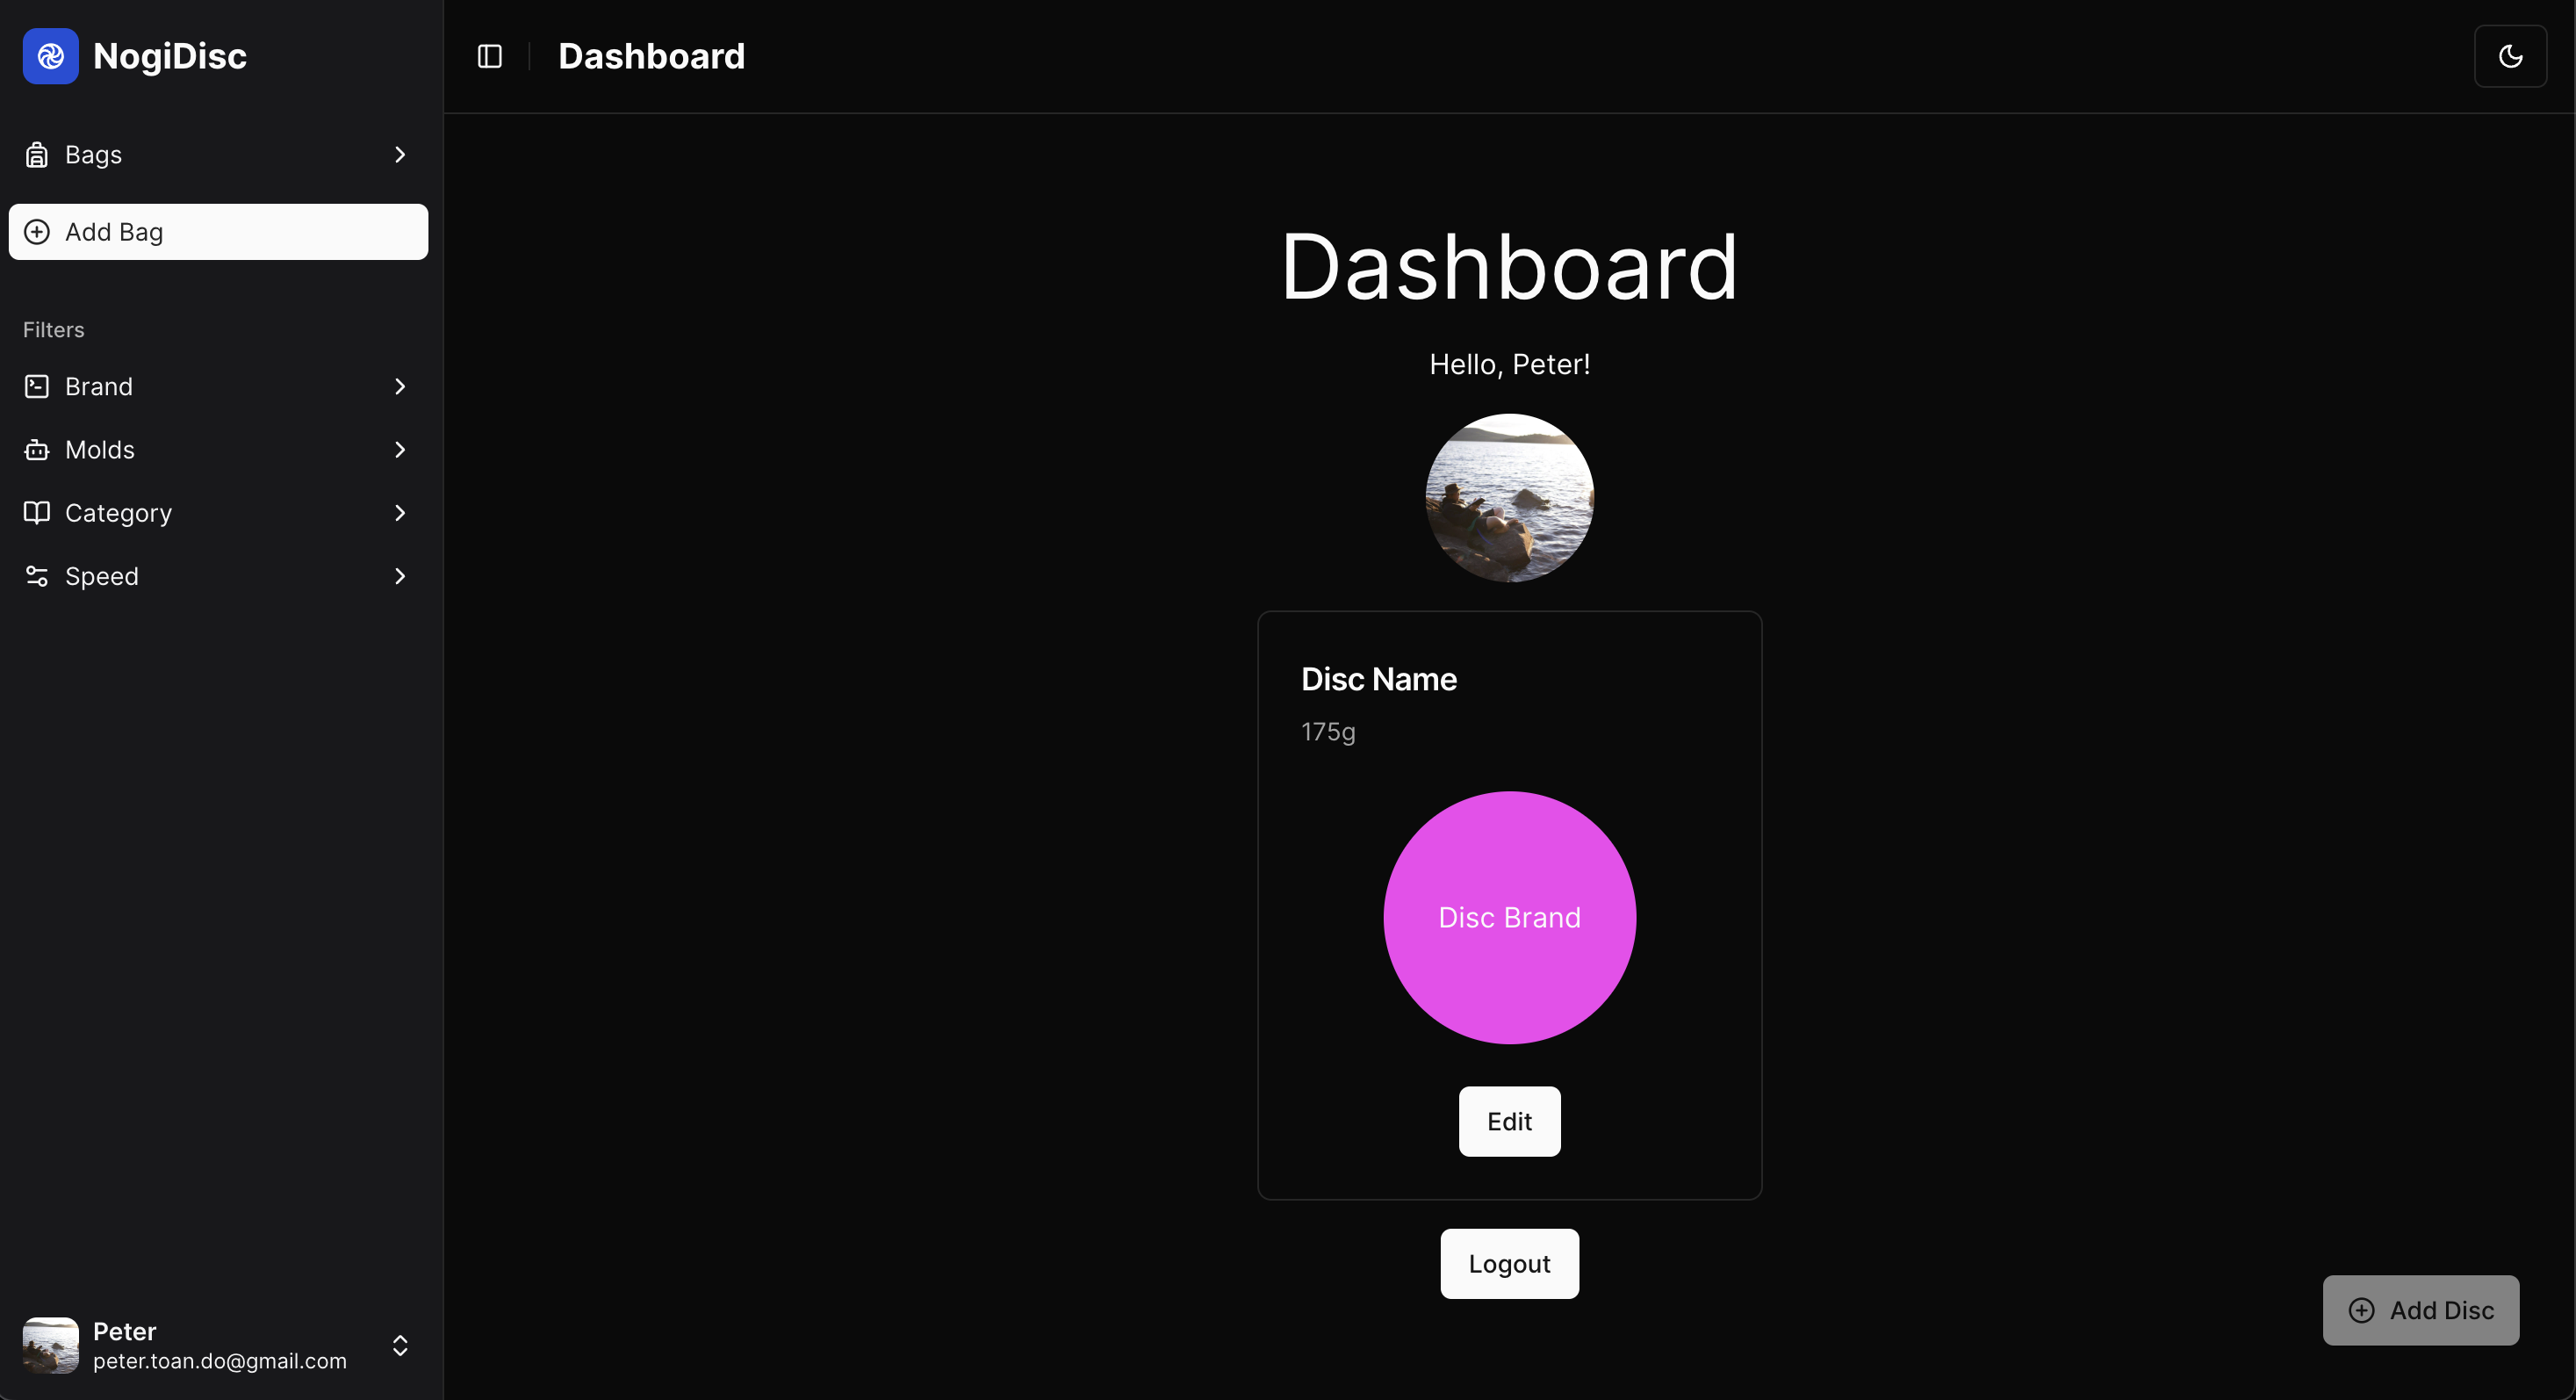 NogiDisc
Bags
Add Bag
Filters
Brand
Molds
Category
Speed
Peter
peter.toan.do@gmail.com
Dashboard
Dashboard
Hello, Peter!
Disc Name
175g
Disc Brand
Edit
Logout
Add Disc